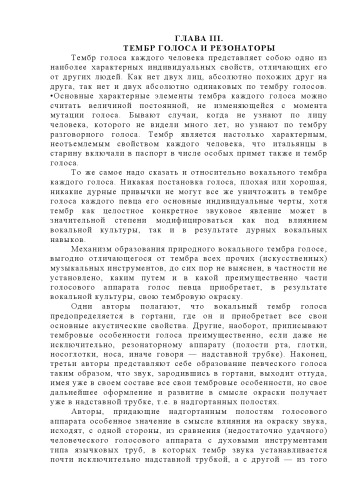 ГЛАВА III.
ТЕМБР ГОЛОСА И РЕЗОНАТОРЫ
Тембр голоса каждого человека представляет собою одно из
наиболее характерных индивидуальных свойств, отличающих его
от других людей. Как нет двух лиц, абсолютно похожих друг на
друга, так нет и двух абсолютно одинаковых по тембру голосов.
•Основные характерные элементы тембра каждого голоса можно
считать величиной постоянной, не изменяющейся с момента
мутации голоса. Бывают случаи, когда не узнают по лицу
человека, которого не видели много лет, но узнают по тембру
разговорного голоса. Тембр является настолько характерным,
неотъемлемым свойством каждого человека, что итальянцы в
старину включали в паспорт в числе особых примет также и тембр
голоса.
То же самое надо сказать и относительно вокального тембра
каждого голоса. Никакая постановка голоса, плохая или хорошая,
никакие дурные привычки не могут все же уничтожить в тембре
голоса каждого певца его основные индивидуальные черты, хотя
тембр как целостное конкретное звуковое явление может в
значительной степени модифицироваться как под влиянием
вокальной культуры, так и в результате дурных вокальных
навыков.
Механизм образования природного вокального тембра голосе,
выгодно отличающегося от тембра всех прочих (искусственных)
музыкальных инструментов, до сих пор не выяснен, в частности не
установлено, каким путем и в какой преимущественно части
голосового аппарата голос певца приобретает, в результате
вокальной культуры, свою тембровую окраску.
Одни авторы полагают, что вокальный тембр голоса
предопределяется в гортани, где он и приобретает все свои
основные акустические свойства. Другие, наоборот, приписывают
тембровые особенности голоса преимущественно, если даже не
исключительно, резонаторному аппарату (полости рта, глотки,
носоглотки, носа, иначе говоря — надставной трубке). Наконец,
третьи авторы представляют себе образование певческого голоса
таким образом, что звук, зародившись в гортани, выходит оттуда,
имея уже в своем составе все свои тембровые особенности, но свое
дальнейшее оформление и развитие в смысле окраски получает
уже в надставной трубке, т.е. в надгортанных полостях.
Авторы, придающие надгортанным полостям голосового
аппарата особенное значение в смысле влияния на окраску звука,
исходят, с одной стороны, из сравнения (недостаточно удачного)
человеческого голосового аппарата с духовыми инструментами
типа язычковых труб, в которых тембр звука устанавливается
почти исключительно надставной трубкой, а с другой — из того